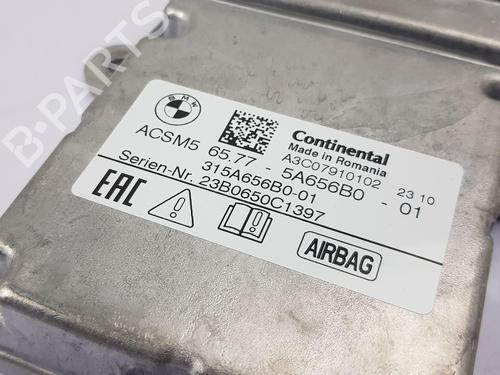 B-PARTS
BMW
ACSM5 65.77 - 5A656B0 - 01
315A656B0-01
Serien-Nr. 23B0650C1397
Continental
Made in Romania
A3C07910102 23 10
EAC
AIRBAG